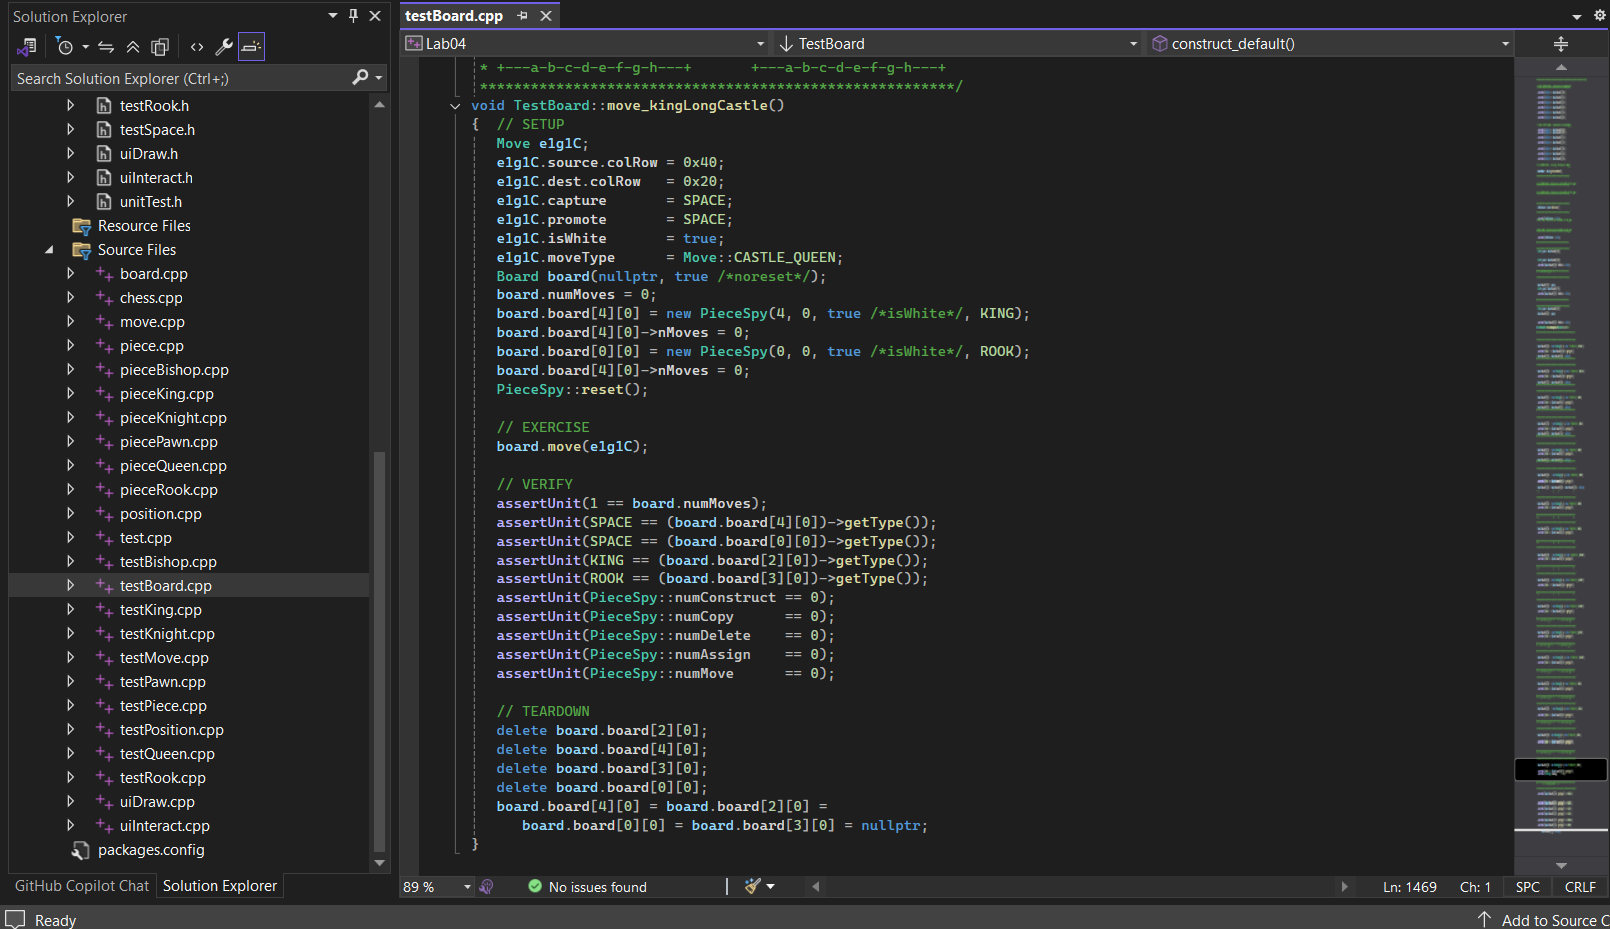 Solution Explorer
Search Solution Explorer (Ctrl+;)
testRook.h
testSpace.h
uiDraw.h
uiInteract.h
unitTest.h
Resource Files
Source Files
board.cpp
chess.cpp
move.cpp
piece.cpp
pieceBishop.cpp
pieceKing.cpp
pieceKnight.cpp
piecePawn.cpp
pieceQueen.cpp
pieceRook.cpp
position.cpp
test.cpp
testBishop.cpp
testBoard.cpp
testKing.cpp
testKnight.cpp
testMove.cpp
testPawn.cpp
testPiece.cpp
testPosition.cpp
testQueen.cpp
testRook.cpp
uiDraw.cpp
uiInteract.cpp
packages.config
GitHub Copilot Chat Solution Explorer
testBoard.cpp
Lab04 TestBoard construct_default()
* +---a-b-c-d-e-f-g-h---+       +---a-b-c-d-e-f-g-h---+
********************************************************/
void TestBoard::move_kingLongCastle()
{  // SETUP
   Move e1g1C;
   e1g1C.source.colRow = 0x40;
   e1g1C.dest.colRow   = 0x20;
   e1g1C.capture       = SPACE;
   e1g1C.promote       = SPACE;
   e1g1C.isWhite       = true;
   e1g1C.moveType      = Move::CASTLE_QUEEN;
   Board board(nullptr, true /*noreset*/);
   board.numMoves = 0;
   board.board[4][0] = new PieceSpy(4, 0, true /*isWhite*/, KING);
   board.board[4][0]->nMoves = 0;
   board.board[0][0] = new PieceSpy(0, 0, true /*isWhite*/, ROOK);
   board.board[4][0]->nMoves = 0;
   PieceSpy::reset();
   // EXERCISE
   board.move(e1g1C);
   // VERIFY
   assertUnit(1 == board.numMoves);
   assertUnit(SPACE == (board.board[4][0])->getType());
   assertUnit(SPACE == (board.board[0][0])->getType());
   assertUnit(KING == (board.board[2][0])->getType());
   assertUnit(ROOK == (board.board[3][0])->getType());
   assertUnit(PieceSpy::numConstruct == 0);
   assertUnit(PieceSpy::numCopy      == 0);
   assertUnit(PieceSpy::numDelete    == 0);
   assertUnit(PieceSpy::numAssign    == 0);
   assertUnit(PieceSpy::numMove      == 0);
   // TEARDOWN
   delete board.board[2][0];
   delete board.board[4][0];
   delete board.board[3][0];
   delete board.board[0][0];
   board.board[4][0] = board.board[2][0] =
      board.board[0][0] = board.board[3][0] = nullptr;
}
89 % No issues found Ln: 1469 Ch: 1 SPC CRLF
Ready Add to Source C